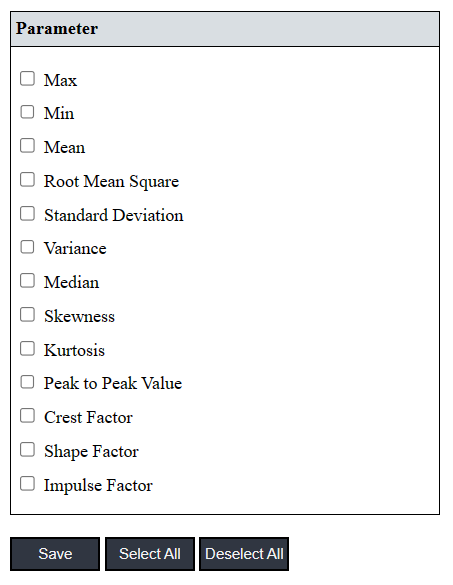 Parameter
Max
Min
Mean
Root Mean Square
Standard Deviation
Variance
Median
Skewness
Kurtosis
Peak to Peak Value
Crest Factor
Shape Factor
Impulse Factor
Save Select All Deselect All